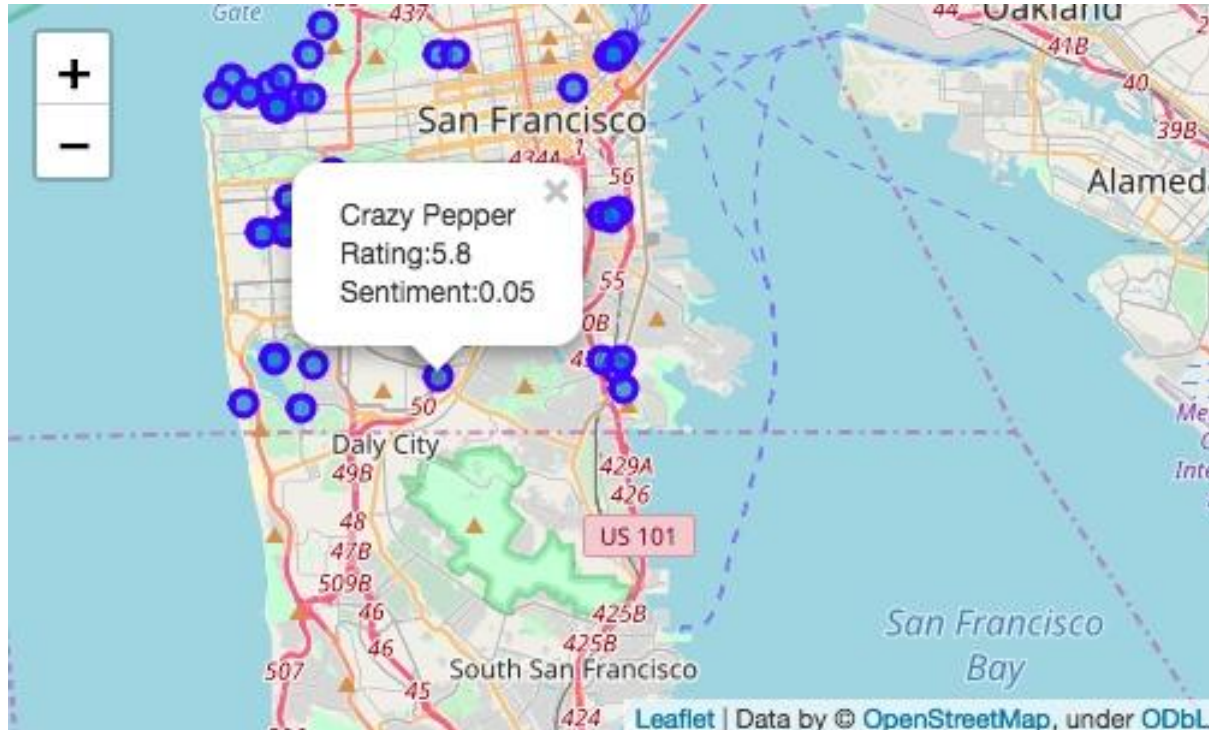 Gate
437
44
Oakland
41B
40
39B
+
−
San Francisco
434A
1
56
Alameda
×
Crazy Pepper
Rating:5.8
Sentiment:0.05
55
50
Daly City
49B
429A
426
48
US 101
47B
509B
46
425B
46
425B
San Francisco
Bay
507
South San Francisco
45
424
Leaflet | Data by © OpenStreetMap, under ODbL